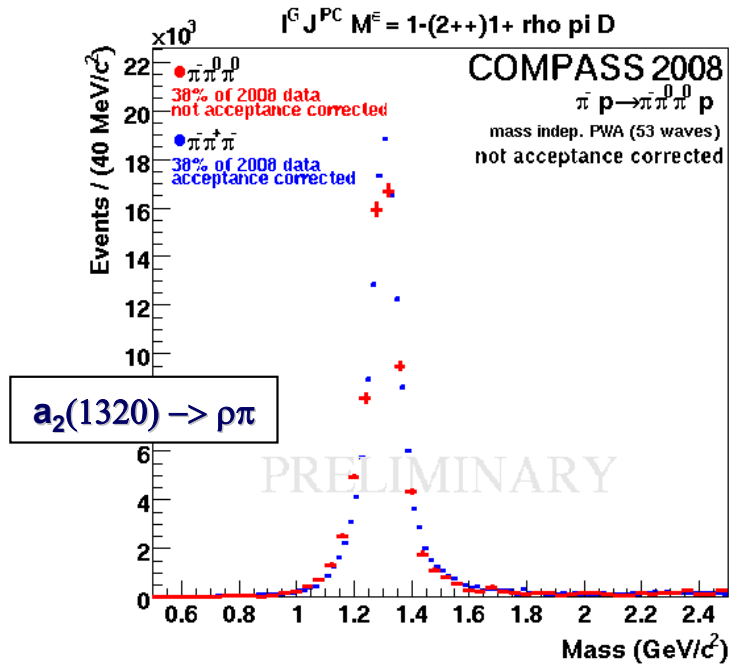 I^G J^PC M^ε = 1-(2++)1+ rho pi D
×10³
Events / (40 MeV/c²)
22
20
18
16
14
12
10
6
4
2
0
π⁻π⁰π⁰
38% of 2008 data
not acceptance corrected
π⁻π⁺π⁻
38% of 2008 data
acceptance corrected
COMPASS 2008
π⁻ p→π⁻π⁰π⁰ p
mass indep. PWA (53 waves)
not acceptance corrected
a₂(1320) –> ρπ
PRELIMINARY
0.6 0.8 1 1.2 1.4 1.6 1.8 2 2.2 2.4
Mass (GeV/c²)